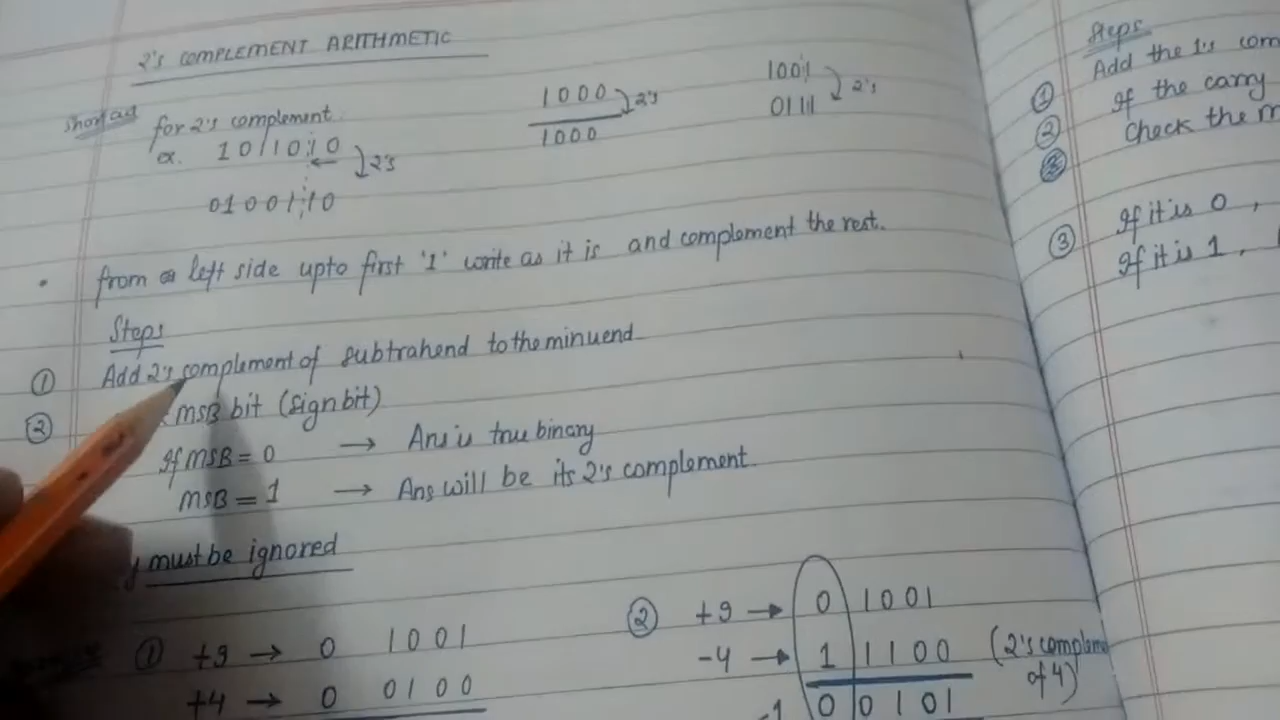 2's COMPLEMENT ARITHMETIC
Shortcut for 2's complement
ex. 1011010 2's
0100110
1000 2's
1000
1001 2's
0111
• from left side upto first '1' write as it is and complement the rest.
Steps
① Add 2's complement of subtrahend to the minuend
② MSB bit (sign bit)
If MSB = 0 → Ans is true binary
MSB = 1 → Ans will be its 2's complement
must be ignored
① +9 → 0 1001
+4 → 0 0100
② +9 → 0 1001
-4 → 1 1100 (2's
of 4)
0 0101
Steps
① Add the 1's
② If the carry
Check the
③ If it is 0,
If it is 1,